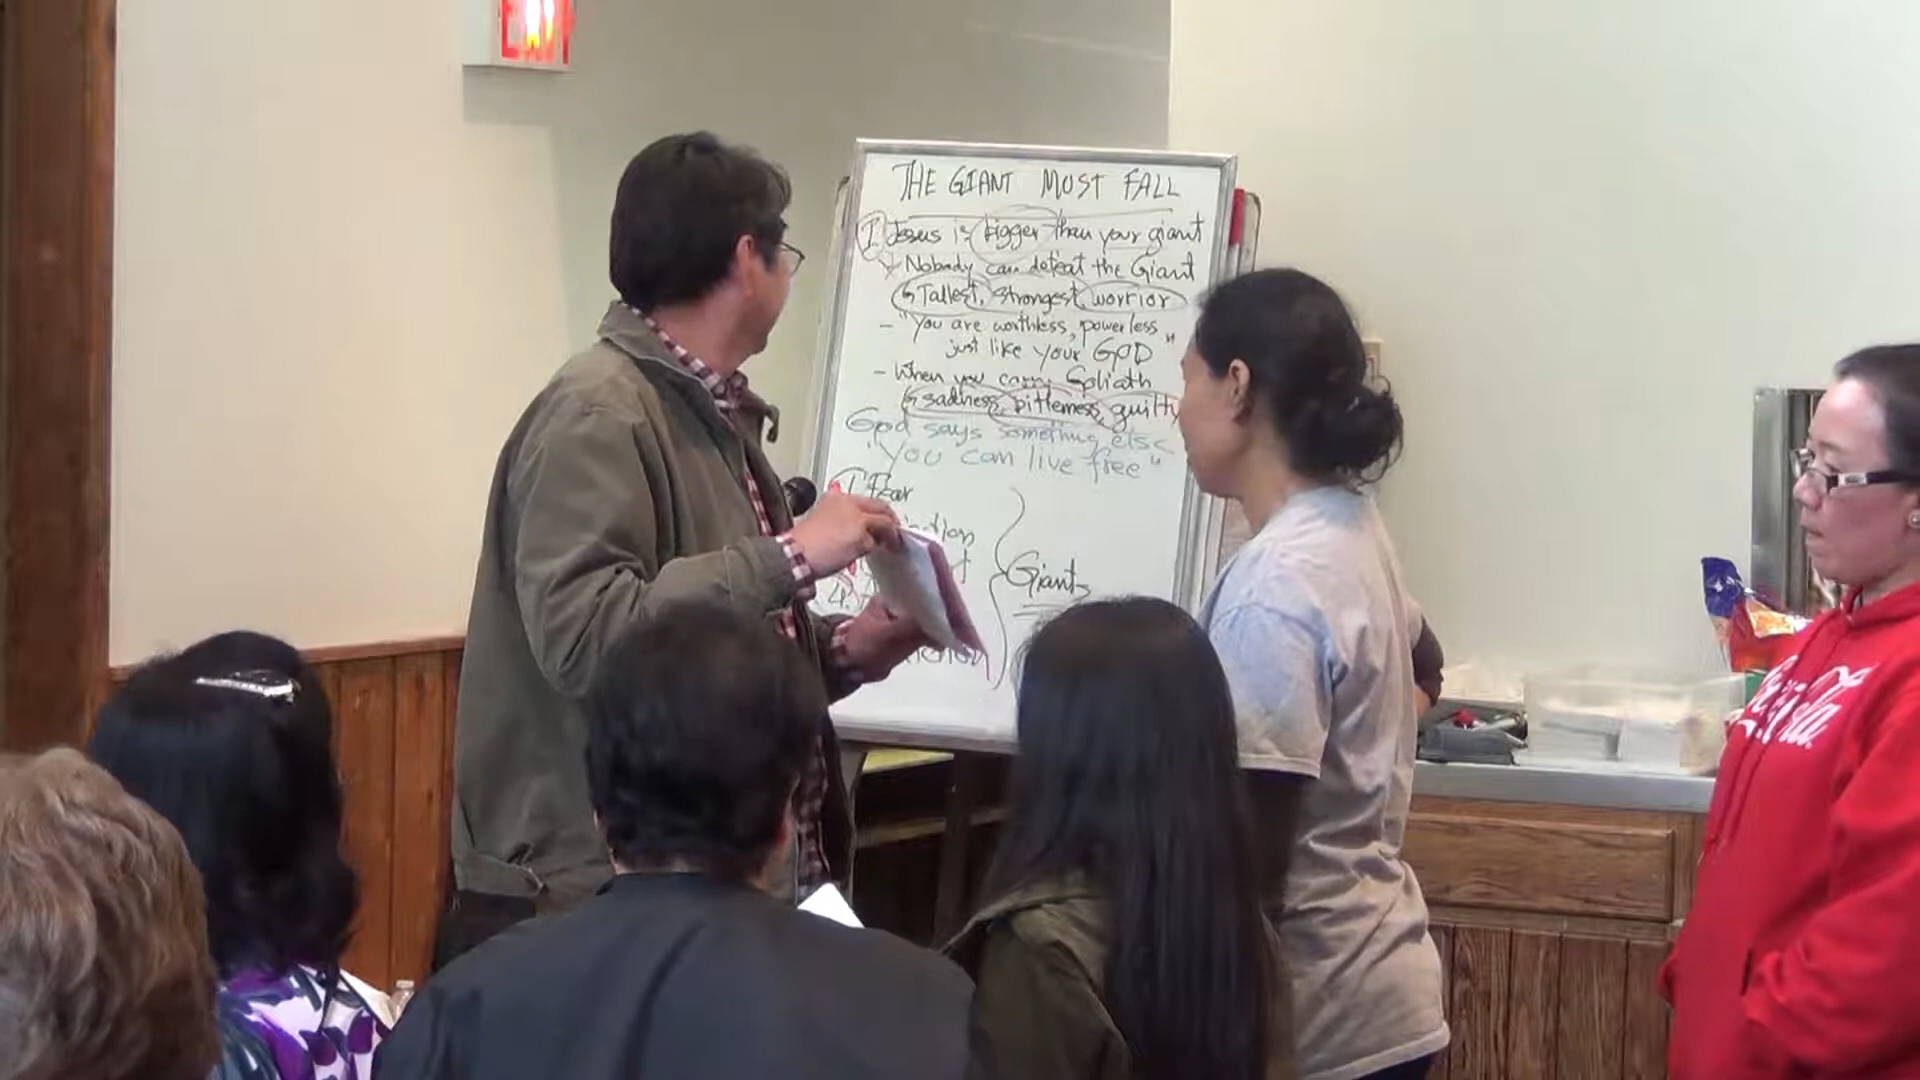 THE GIANT MUST FALL
I. Jesus is bigger than your giant
Nobody can defeat the Giant
Tallest, strongest, worrior
- "You are worthless, powerless
just like your GOD"
- When you carry Goliath
sadness, bitterness, guilty
God says something else
"You can live free"
1. Fear
4.
Giants
Coca-Cola